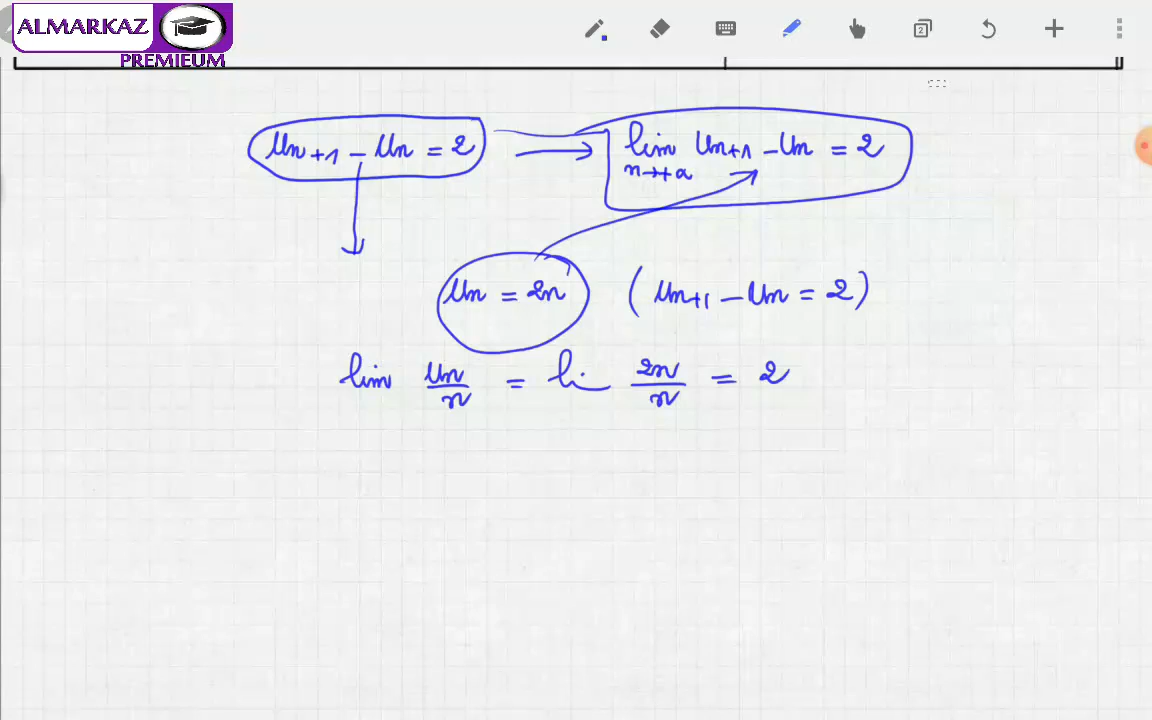 ALMARKAZ
PREMIEUM
Un+1 - Un = 2 → lim Un+1 - Un = 2
n→+∞
Un = 2n (Un+1 - Un = 2)
lim Un/n = li 2n/n = 2